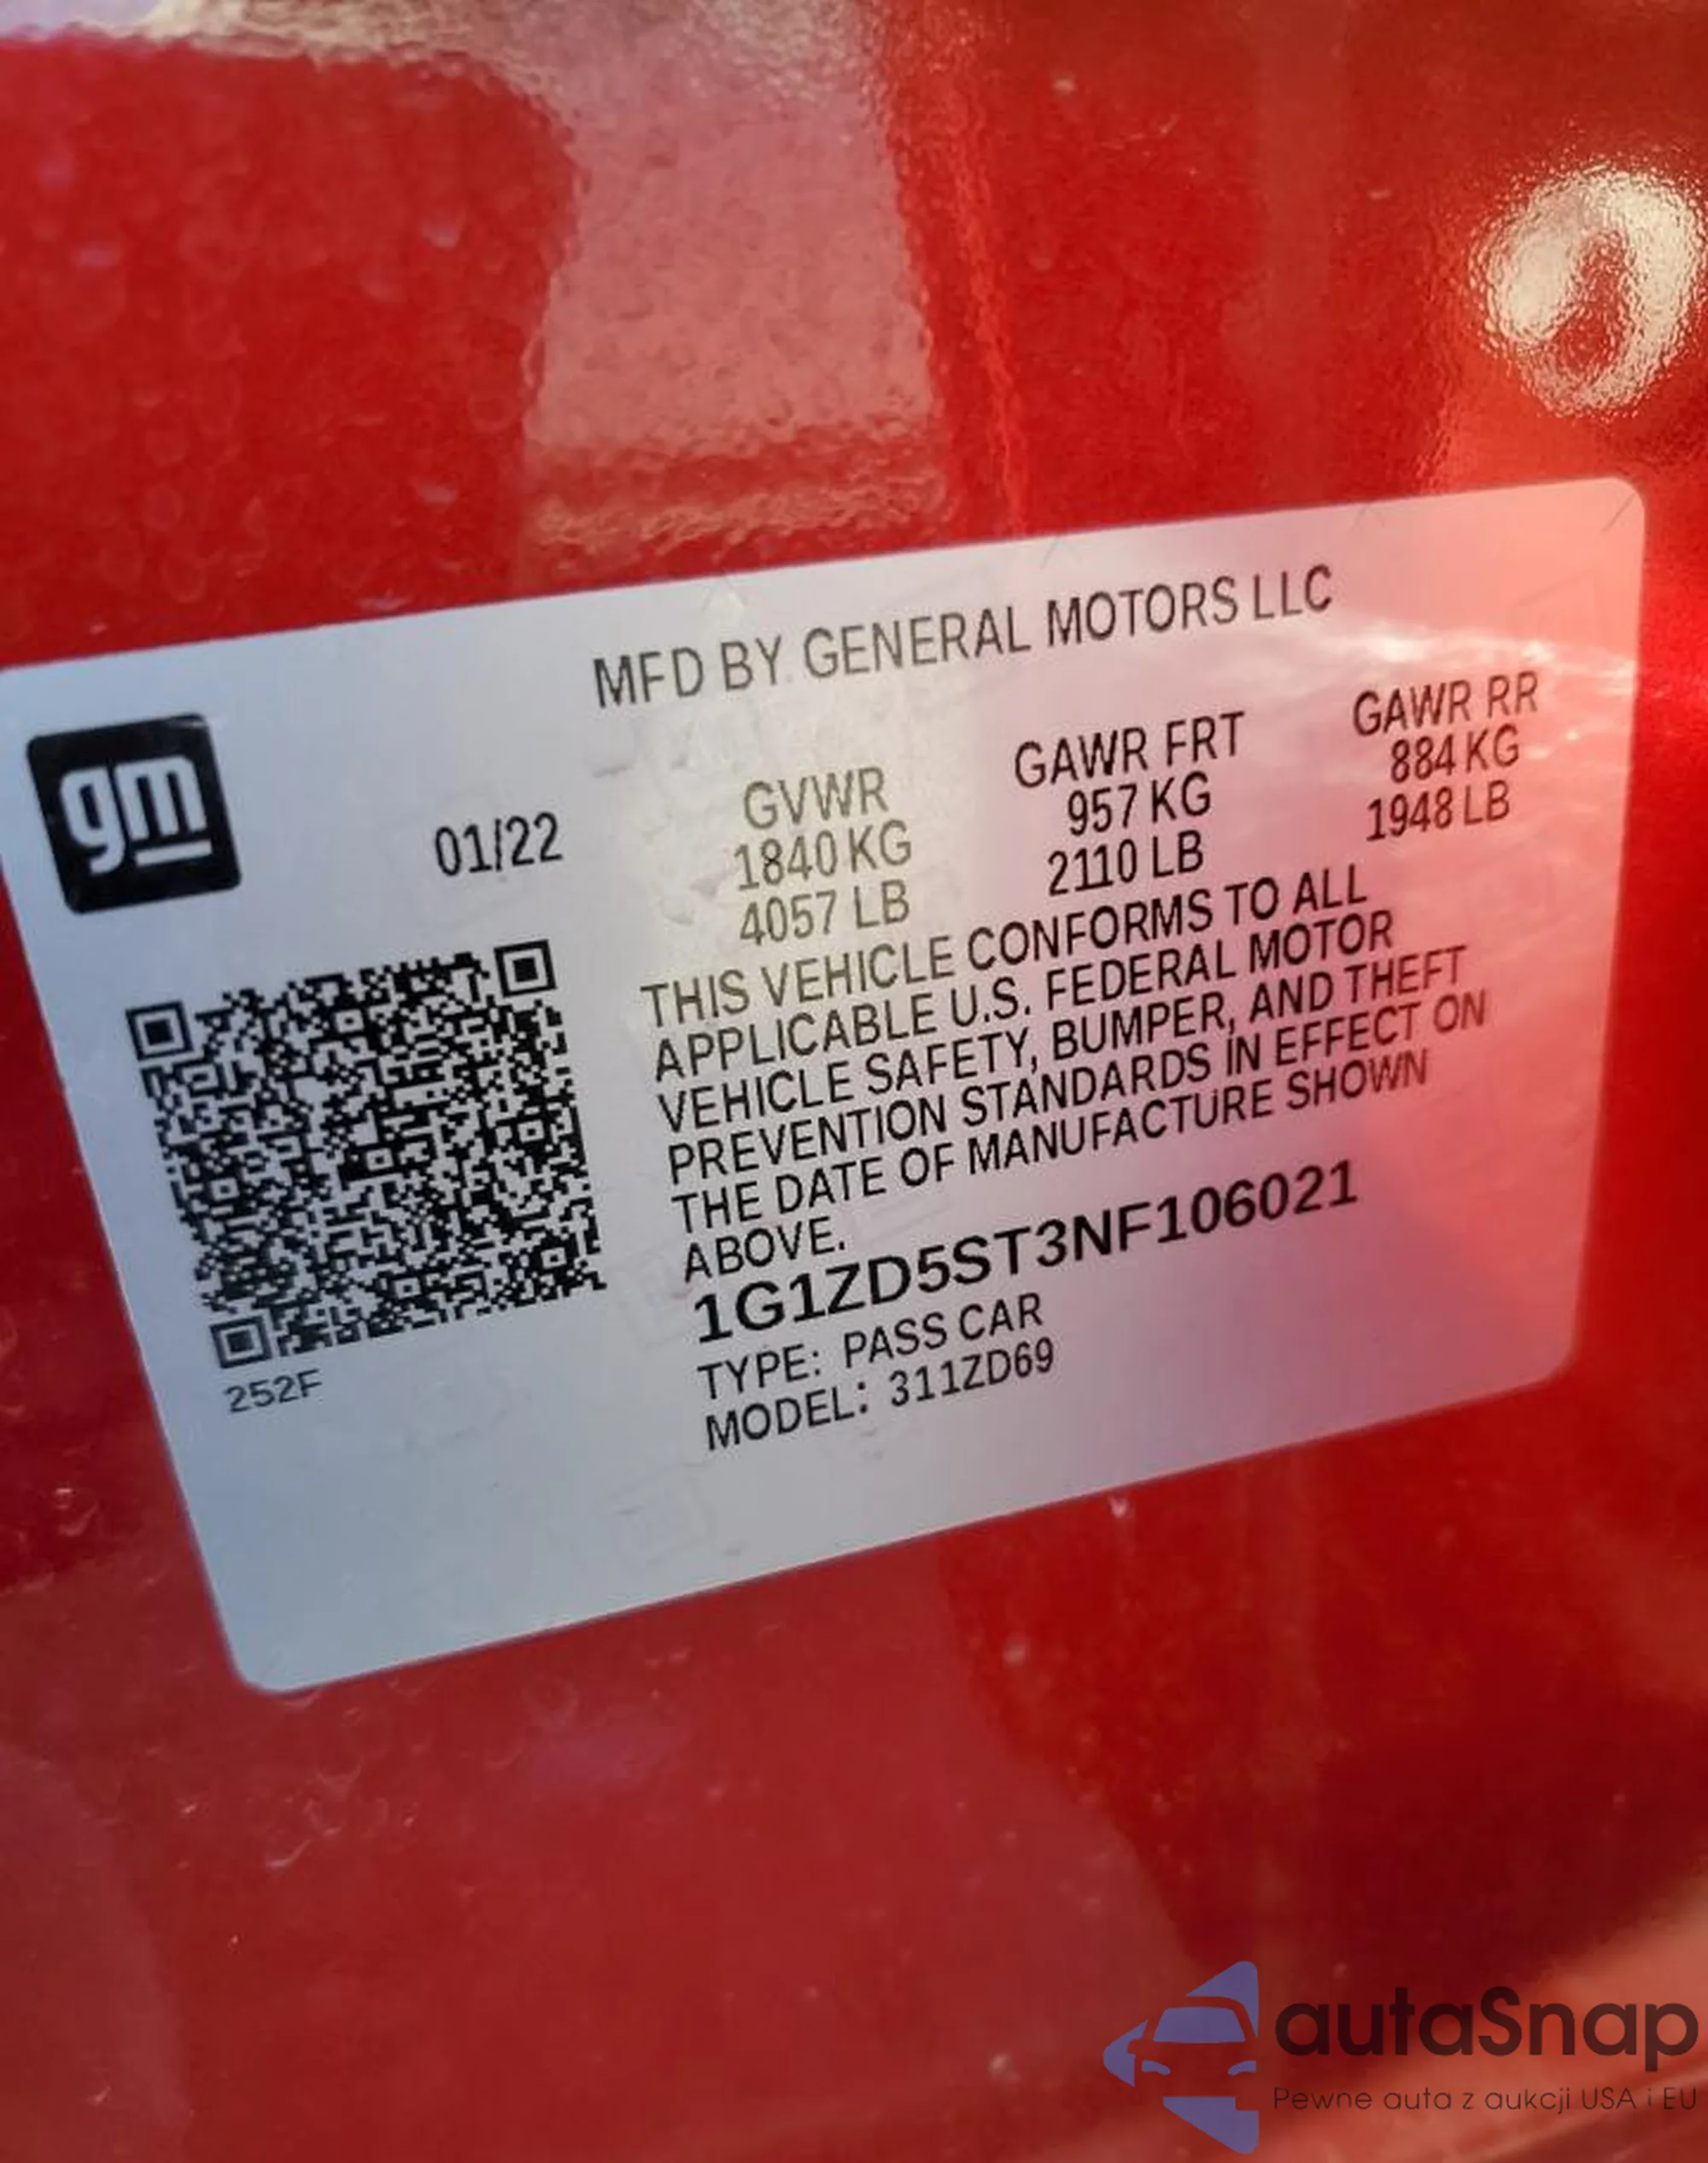 MFD BY GENERAL MOTORS LLC
gm
01/22
GVWR
1840 KG
4057 LB
GAWR FRT
957 KG
2110 LB
GAWR RR
884 KG
1948 LB
THIS VEHICLE CONFORMS TO ALL
APPLICABLE U.S. FEDERAL MOTOR
VEHICLE SAFETY, BUMPER, AND THEFT
PREVENTION STANDARDS IN EFFECT ON
THE DATE OF MANUFACTURE SHOWN
ABOVE.
1G1ZD5ST3NF106021
TYPE: PASS CAR
MODEL: 311ZD69
252F
autaSnap
Pewne auta z aukcji USA i EU